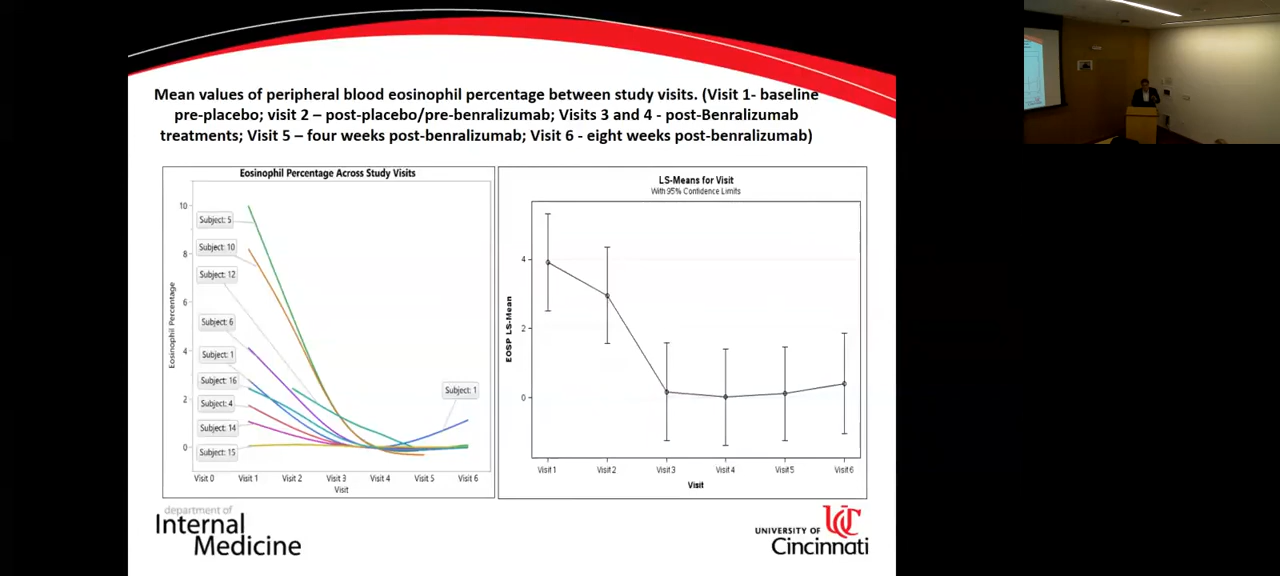 Mean values of peripheral blood eosinophil percentage between study visits. (Visit 1- baseline
pre-placebo; visit 2 – post-placebo/pre-benralizumab; Visits 3 and 4 - post-Benralizumab
treatments; Visit 5 – four weeks post-benralizumab; Visit 6 - eight weeks post-benralizumab)
Eosinophil Percentage Across Study Visits
Eosinophil Percentage
10
8
6
4
2
0
Subject: 5
Subject: 10
Subject: 12
Subject: 6
Subject: 1
Subject: 16
Subject: 4
Subject: 14
Subject: 15
Subject: 1
Visit 0 Visit 1 Visit 2 Visit 3 Visit 4 Visit 5 Visit 6
Visit
LS-Means for Visit
With 95% Confidence Limits
EOSP LS-Mean
4
2
0
Visit 1 Visit 2 Visit 3 Visit 4 Visit 5 Visit 6
Visit
department of
Internal
Medicine
UC
UNIVERSITY OF
Cincinnati